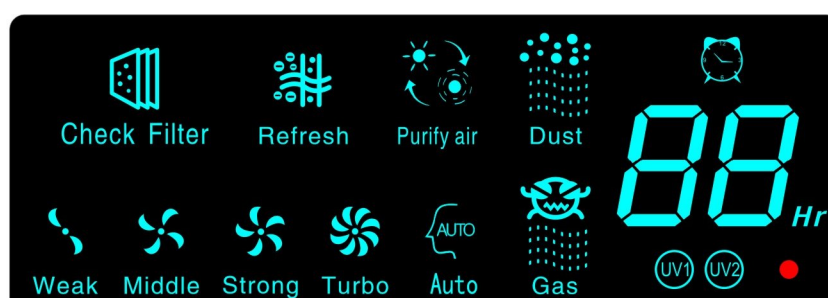 Check Filter
Refresh
Purify air
Dust
88
Hr
AUTO
UV1
UV2
Weak
Middle
Strong
Turbo
Auto
Gas